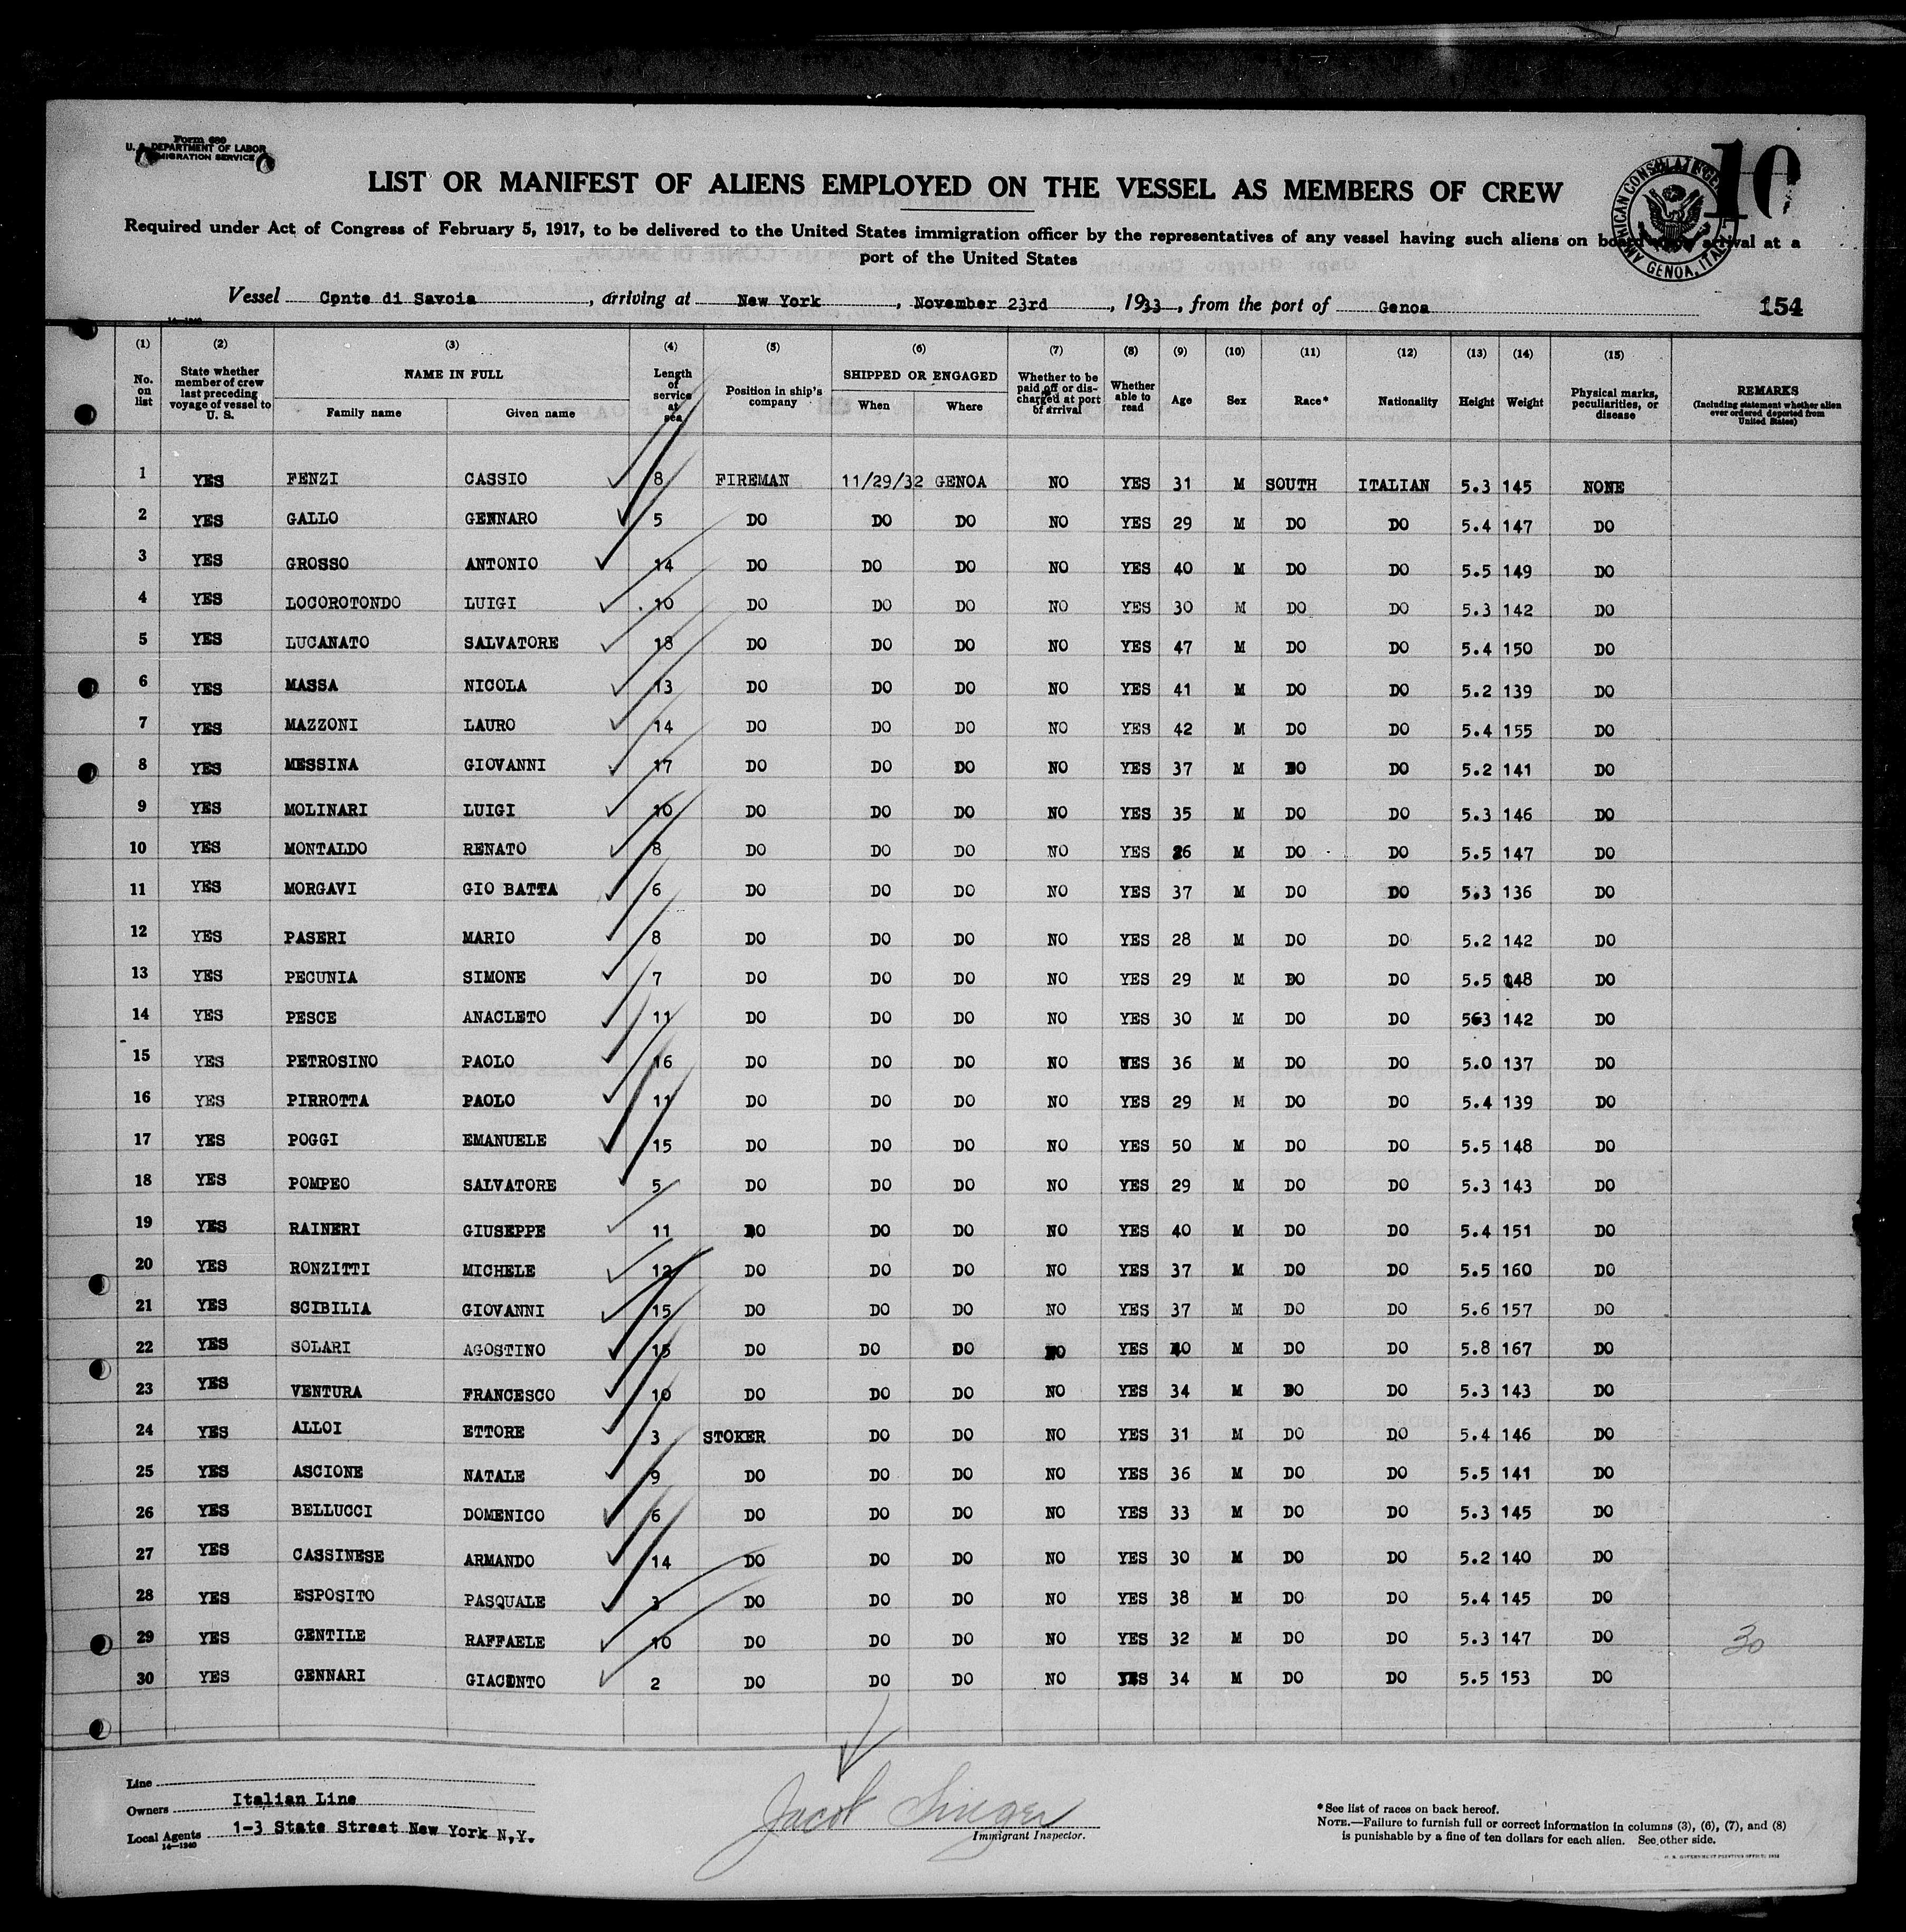 Form 689
U. S. DEPARTMENT OF LABOR
IMMIGRATION SERVICE
LIST OR MANIFEST OF ALIENS EMPLOYED ON THE VESSEL AS MEMBERS OF CREW
AMERICAN CONSULATE GENERAL GENOA, ITALY
10
Required under Act of Congress of February 5, 1917, to be delivered to the United States immigration officer by the representatives of any vessel having such aliens on board upon arrival at a
port of the United States
Vessel Conte di Savoia, arriving at New York, November 23rd, 1933, from the port of Genoa
154
14—1240
(1) (2) (3) (4) (5) (6) (7) (8) (9) (10) (11) (12) (13) (14) (15)
No. on list State whether member of crew last preceding voyage of vessel to U. S. NAME IN FULL Family name Given name Length of service at sea Position in ship's company SHIPPED OR ENGAGED When Where Whether to be paid off or discharged at port of arrival Whether able to read Age Sex Race* Nationality Height Weight Physical marks, peculiarities, or disease REMARKS (Including statement whether alien ever ordered deported from United States)
1 YES FENZI CASSIO 8 FIREMAN 11/29/32 GENOA NO YES 31 M SOUTH ITALIAN 5.3 145 NONE
2 YES GALLO GENNARO 5 DO DO DO NO YES 29 M DO DO 5.4 147 DO
3 YES GROSSO ANTONIO 14 DO DO DO NO YES 40 M DO DO 5.5 149 DO
4 YES LOCOROTONDO LUIGI 10 DO DO DO NO YES 30 M DO DO 5.3 142 DO
5 YES LUCANATO SALVATORE 18 DO DO DO NO YES 47 M DO DO 5.4 150 DO
6 YES MASSA NICOLA 13 DO DO DO NO YES 41 M DO DO 5.2 139 DO
7 YES MAZZONI LAURO 14 DO DO DO NO YES 42 M DO DO 5.4 155 DO
8 YES MESSINA GIOVANNI 17 DO DO DO NO YES 37 M DO DO 5.2 141 DO
9 YES MOLINARI LUIGI 10 DO DO DO NO YES 35 M DO DO 5.3 146 DO
10 YES MONTALDO RENATO 8 DO DO DO NO YES 26 M DO DO 5.5 147 DO
11 YES MORGAVI GIO BATTA 6 DO DO DO NO YES 37 M DO DO 5.3 136 DO
12 YES PASERI MARIO 8 DO DO DO NO YES 28 M DO DO 5.2 142 DO
13 YES PECUNIA SIMONE 7 DO DO DO NO YES 29 M DO DO 5.5 148 DO
14 YES PESCE ANACLETO 11 DO DO DO NO YES 30 M DO DO 563 142 DO
15 YES PETROSINO PAOLO 16 DO DO DO NO YES 36 M DO DO 5.0 137 DO
16 YES PIRROTTA PAOLO 11 DO DO DO NO YES 29 M DO DO 5.4 139 DO
17 YES POGGI EMANUELE 15 DO DO DO NO YES 50 M DO DO 5.5 148 DO
18 YES POMPEO SALVATORE 5 DO DO DO NO YES 29 M DO DO 5.3 143 DO
19 YES RAINERI GIUSEPPE 11 DO DO DO NO YES 40 M DO DO 5.4 151 DO
20 YES RONZITTI MICHELE 12 DO DO DO NO YES 37 M DO DO 5.5 160 DO
21 YES SCIBILIA GIOVANNI 15 DO DO DO NO YES 37 M DO DO 5.6 157 DO
22 YES SOLARI AGOSTINO 15 DO DO DO NO YES 40 M DO DO 5.8 167 DO
23 YES VENTURA FRANCESCO 10 DO DO DO NO YES 34 M DO DO 5.3 143 DO
24 YES ALLOI ETTORE 3 STOKER DO DO NO YES 31 M DO DO 5.4 146 DO
25 YES ASCIONE NATALE 9 DO DO DO NO YES 36 M DO DO 5.5 141 DO
26 YES BELLUCCI DOMENICO 6 DO DO DO NO YES 33 M DO DO 5.3 145 DO
27 YES CASSINESE ARMANDO 14 DO DO DO NO YES 30 M DO DO 5.2 140 DO
28 YES ESPOSITO PASQUALE 3 DO DO DO NO YES 38 M DO DO 5.4 145 DO
29 YES GENTILE RAFFAELE 10 DO DO DO NO YES 32 M DO DO 5.3 147 DO 30
30 YES GENNARI GIACONTO 2 DO DO DO NO YES 34 M DO DO 5.5 153 DO
Line
Owners Italian Line
Local Agents 1-3 State Street New York N,Y.
14—1240
Jacob Singer
Immigrant Inspector.
*See list of races on back hereof.
NOTE.—Failure to furnish full or correct information in columns (3), (6), (7), and (8)
is punishable by a fine of ten dollars for each alien. See other side.
U. S. GOVERNMENT PRINTING OFFICE: 1932